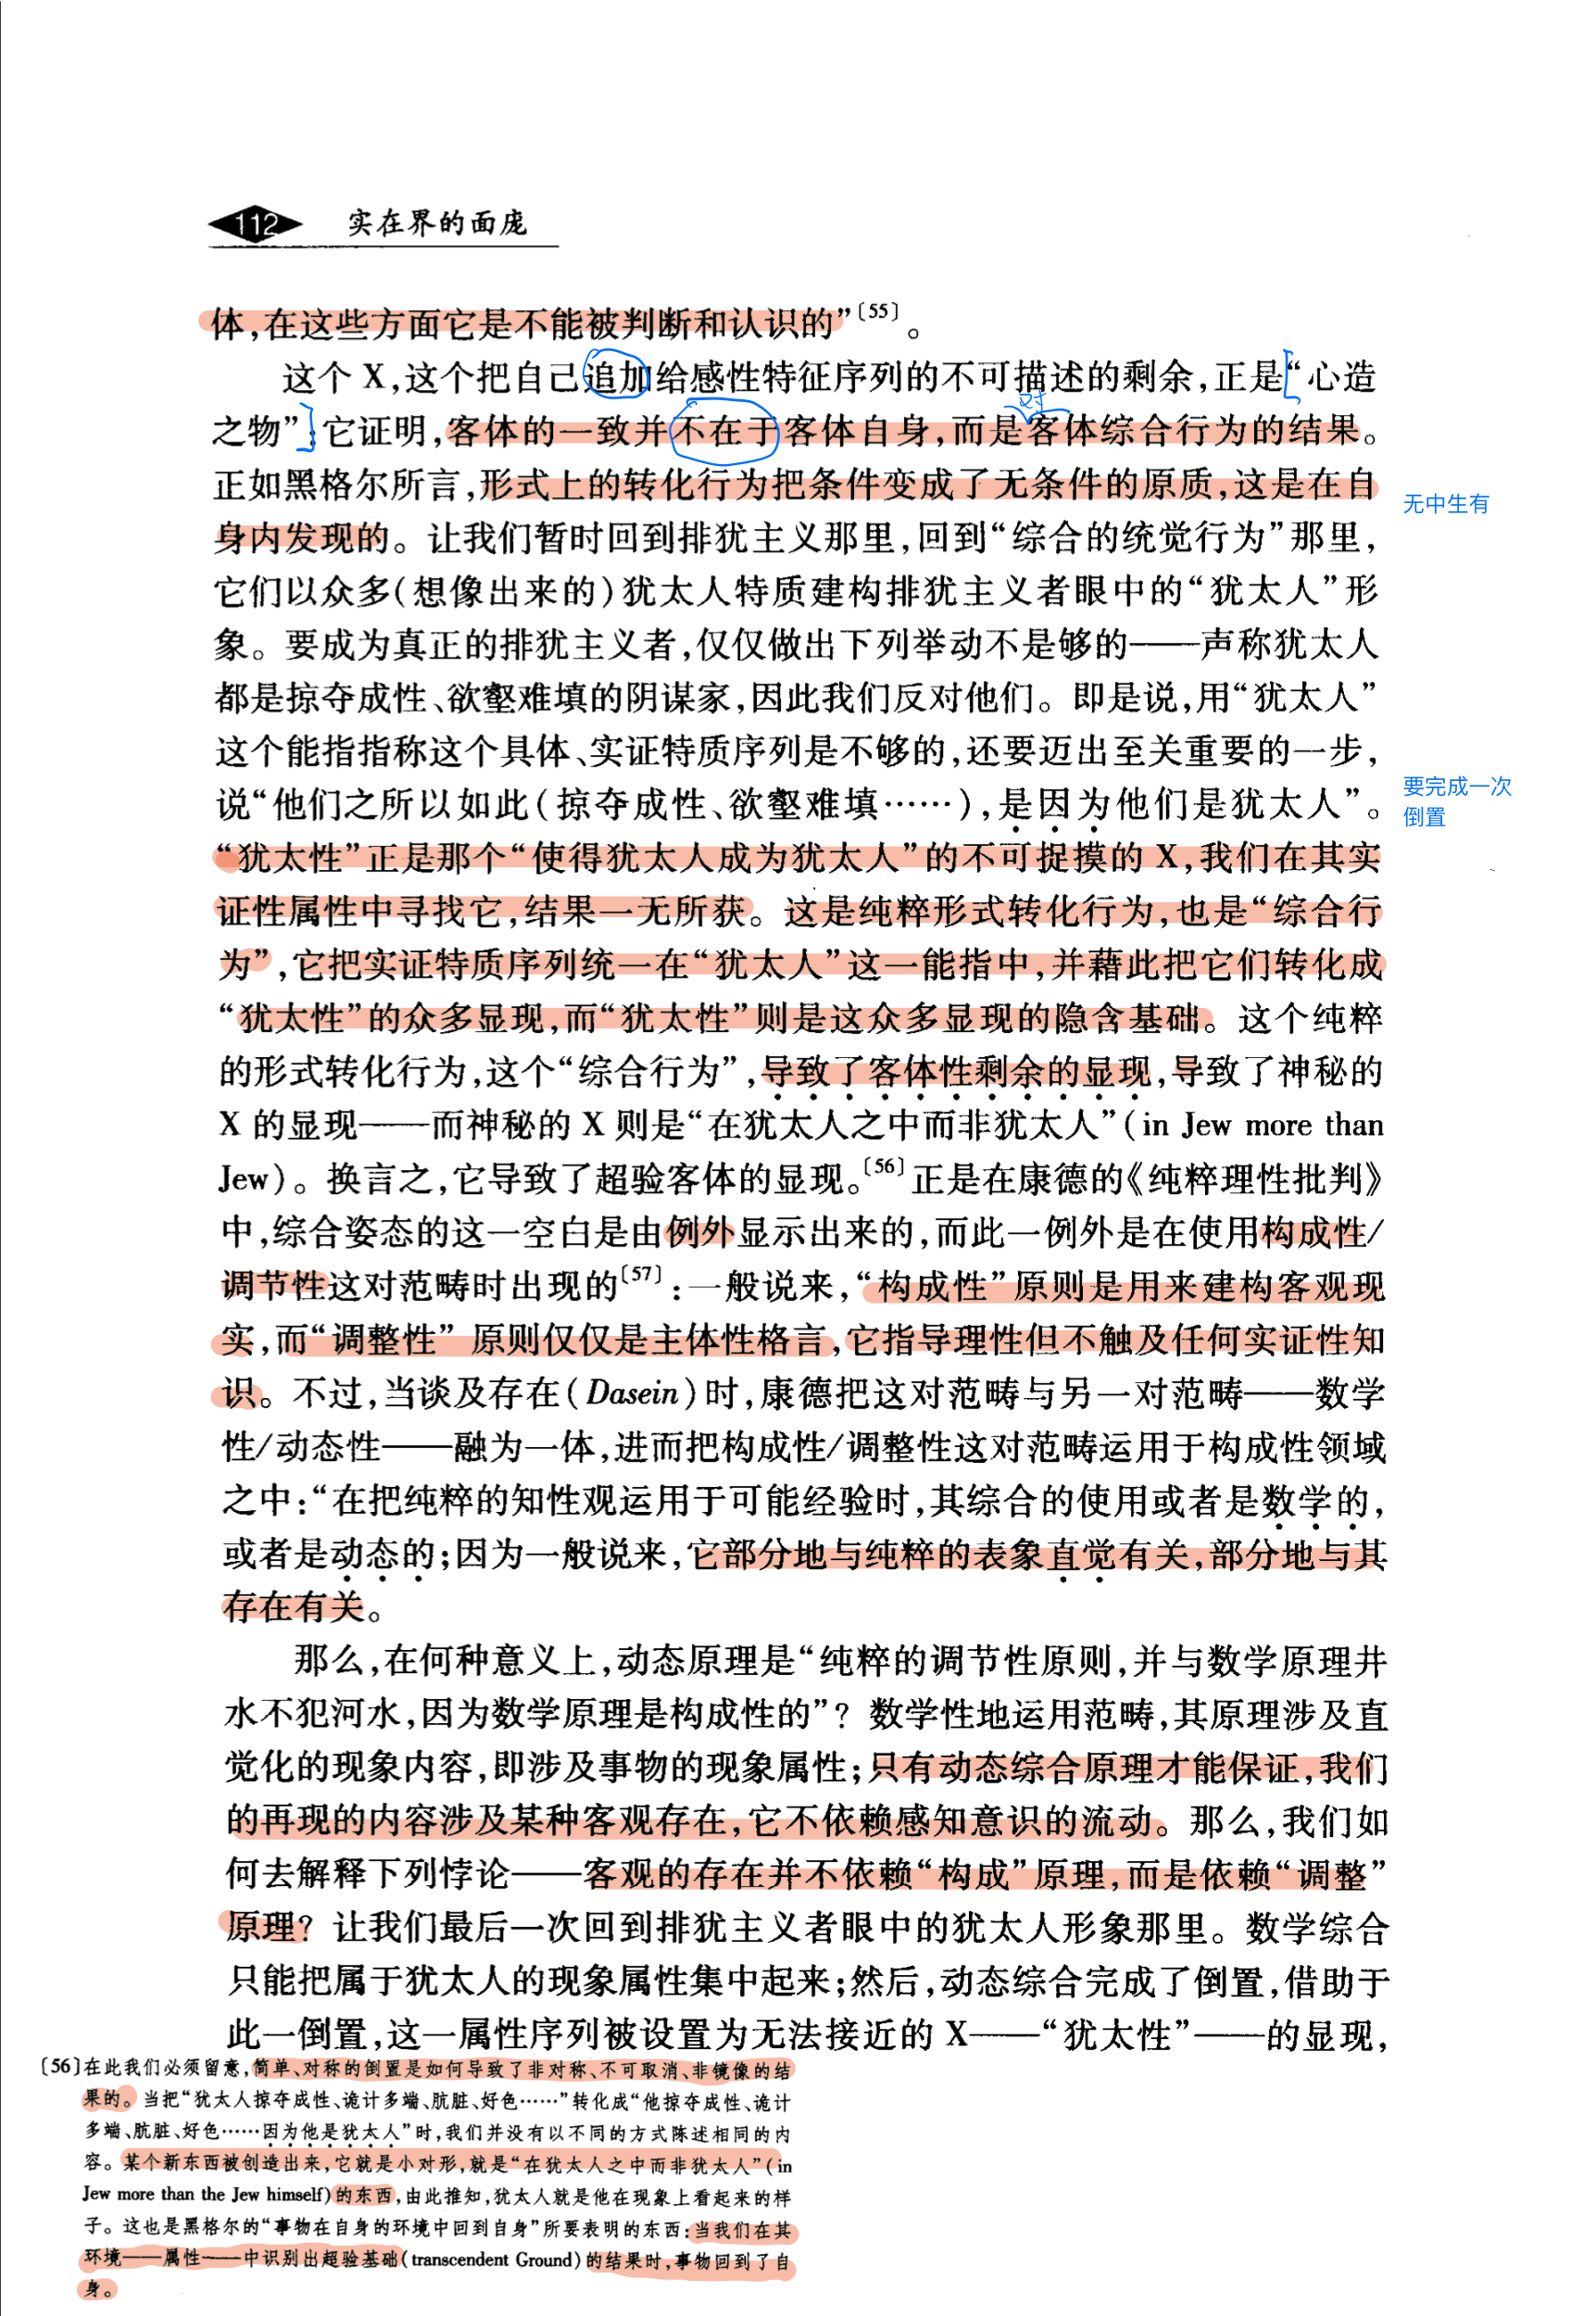 112 实在界的面庞
体,在这些方面它是不能被判断和认识的”〔55〕。
这个 X,这个把自己追加给感性特征序列的不可描述的剩余,正是“心造
对
之物”;它证明,客体的一致并不在于客体自身,而是客体综合行为的结果。
正如黑格尔所言,形式上的转化行为把条件变成了无条件的原质,这是在自
无中生有
身内发现的。让我们暂时回到排犹主义那里,回到“综合的统觉行为”那里,
它们以众多(想像出来的)犹太人特质建构排犹主义者眼中的“犹太人”形
象。要成为真正的排犹主义者,仅仅做出下列举动不是够的——声称犹太人
都是掠夺成性、欲壑难填的阴谋家,因此我们反对他们。即是说,用“犹太人”
这个能指指称这个具体、实证特质序列是不够的,还要迈出至关重要的一步,
说“他们之所以如此(掠夺成性、欲壑难填……),是因为他们是犹太人”。
要完成一次
倒置
“犹太性”正是那个“使得犹太人成为犹太人”的不可捉摸的 X,我们在其实
证性属性中寻找它,结果一无所获。这是纯粹形式转化行为,也是“综合行
为”,它把实证特质序列统一在“犹太人”这一能指中,并藉此把它们转化成
“犹太性”的众多显现,而“犹太性”则是这众多显现的隐含基础。这个纯粹
的形式转化行为,这个“综合行为”,导致了客体性剩余的显现,导致了神秘的
X 的显现——而神秘的 X 则是“在犹太人之中而非犹太人”(in Jew more than
Jew)。换言之,它导致了超验客体的显现。〔56〕正是在康德的《纯粹理性批判》
中,综合姿态的这一空白是由例外显示出来的,而此一例外是在使用构成性/
调节性这对范畴时出现的〔57〕:一般说来,“构成性”原则是用来建构客观现
实,而“调整性”原则仅仅是主体性格言,它指导理性但不触及任何实证性知
识。不过,当谈及存在(Dasein)时,康德把这对范畴与另一对范畴——数学
性/动态性——融为一体,进而把构成性/调整性这对范畴运用于构成性领域
之中:“在把纯粹的知性观运用于可能经验时,其综合的使用或者是数学的,
或者是动态的;因为一般说来,它部分地与纯粹的表象直觉有关,部分地与其
存在有关。
那么,在何种意义上,动态原理是“纯粹的调节性原则,并与数学原理井
水不犯河水,因为数学原理是构成性的”?数学性地运用范畴,其原理涉及直
觉化的现象内容,即涉及事物的现象属性;只有动态综合原理才能保证,我们
的再现的内容涉及某种客观存在,它不依赖感知意识的流动。那么,我们如
何去解释下列悖论——客观的存在并不依赖“构成”原理,而是依赖“调整”
原理?让我们最后一次回到排犹主义者眼中的犹太人形象那里。数学综合
只能把属于犹太人的现象属性集中起来;然后,动态综合完成了倒置,借助于
此一倒置,这一属性序列被设置为无法接近的 X——“犹太性”——的显现,
〔56〕在此我们必须留意,简单、对称的倒置是如何导致了非对称、不可取消、非镜像的结
果的。当把“犹太人掠夺成性、诡计多端、肮脏、好色……”转化成“他掠夺成性、诡计
多端、肮脏、好色……因为他是犹太人”时,我们并没有以不同的方式陈述相同的内
容。某个新东西被创造出来,它就是小对形,就是“在犹太人之中而非犹太人”(in
Jew more than the Jew himself)的东西,由此推知,犹太人就是他在现象上看起来的样
子。这也是黑格尔的“事物在自身的环境中回到自身”所要表明的东西:当我们在其
环境——属性——中识别出超验基础(transcendent Ground)的结果时,事物回到了自
身。